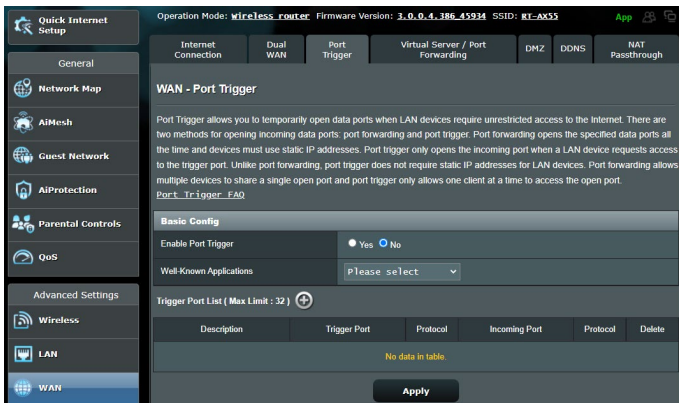 Quick Internet
Setup
General
Network Map
AiMesh
Guest Network
AiProtection
Parental Controls
QoS
Advanced Settings
Wireless
LAN
WAN
Operation Mode: Wireless router Firmware Version: 3.0.0.4.386_45934 SSID: RT-AX55
App
Internet
Connection
Dual
WAN
Port
Trigger
Virtual Server / Port
Forwarding
DMZ
DDNS
NAT
Passthrough
WAN - Port Trigger
Port Trigger allows you to temporarily open data ports when LAN devices require unrestricted access to the Internet. There are
two methods for opening incoming data ports: port forwarding and port trigger. Port forwarding opens the specified data ports all
the time and devices must use static IP addresses. Port trigger only opens the incoming port when a LAN device requests access
to the trigger port. Unlike port forwarding, port trigger does not require static IP addresses for LAN devices. Port forwarding allows
multiple devices to share a single open port and port trigger only allows one client at a time to access the open port.
Port Trigger FAQ
Basic Config
Enable Port Trigger Yes No
Well-Known Applications Please select
Trigger Port List ( Max Limit : 32 )
Description Trigger Port Protocol Incoming Port Protocol Delete
No data in table.
Apply